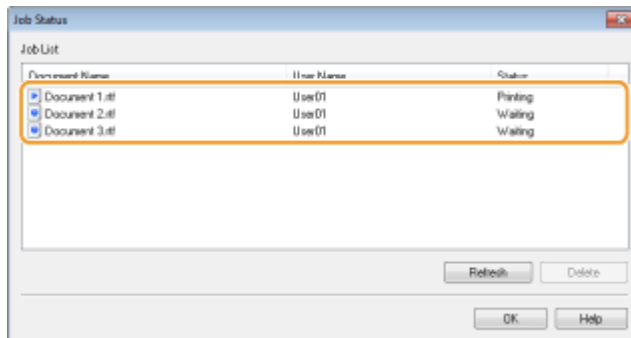 Job Status
Job List
Document Name User Name Status
Document 1.rtf User01 Printing
Document 2.rtf User01 Waiting
Document 3.rtf User01 Waiting
Refresh Delete
OK Help